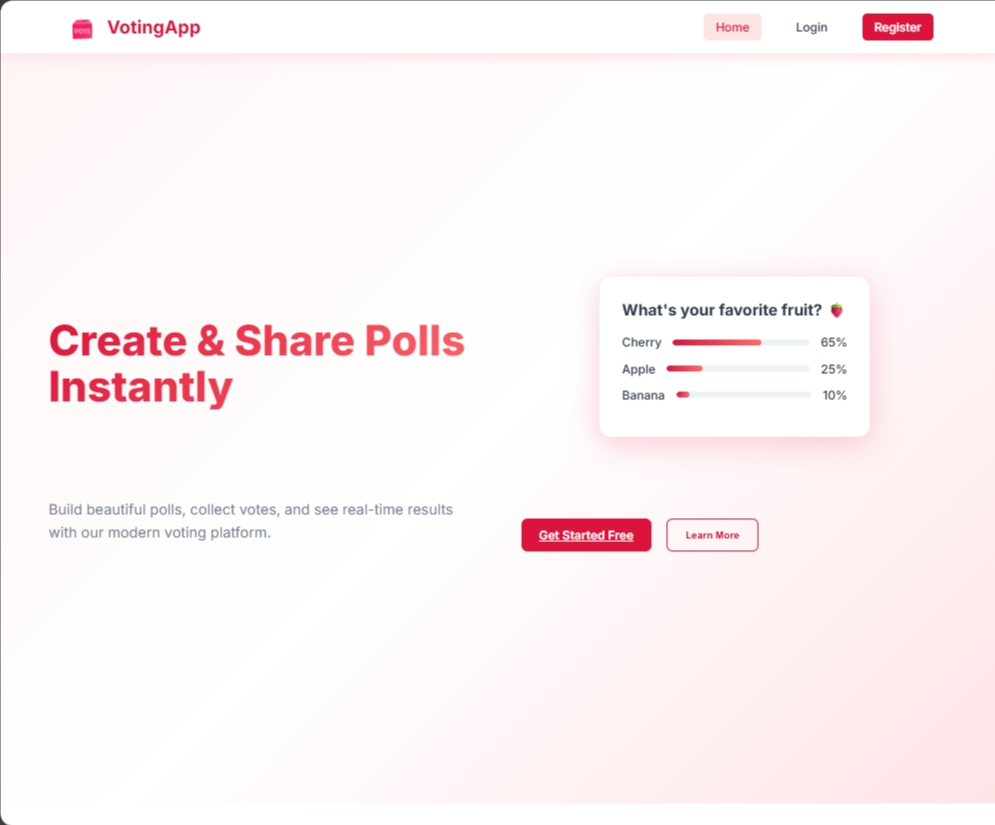 VOTE
VotingApp
Home
Login
Register
Create & Share Polls
Instantly
What's your favorite fruit? 🍓
Cherry 65%
Apple 25%
Banana 10%
Build beautiful polls, collect votes, and see real-time results
with our modern voting platform.
Get Started Free
Learn More